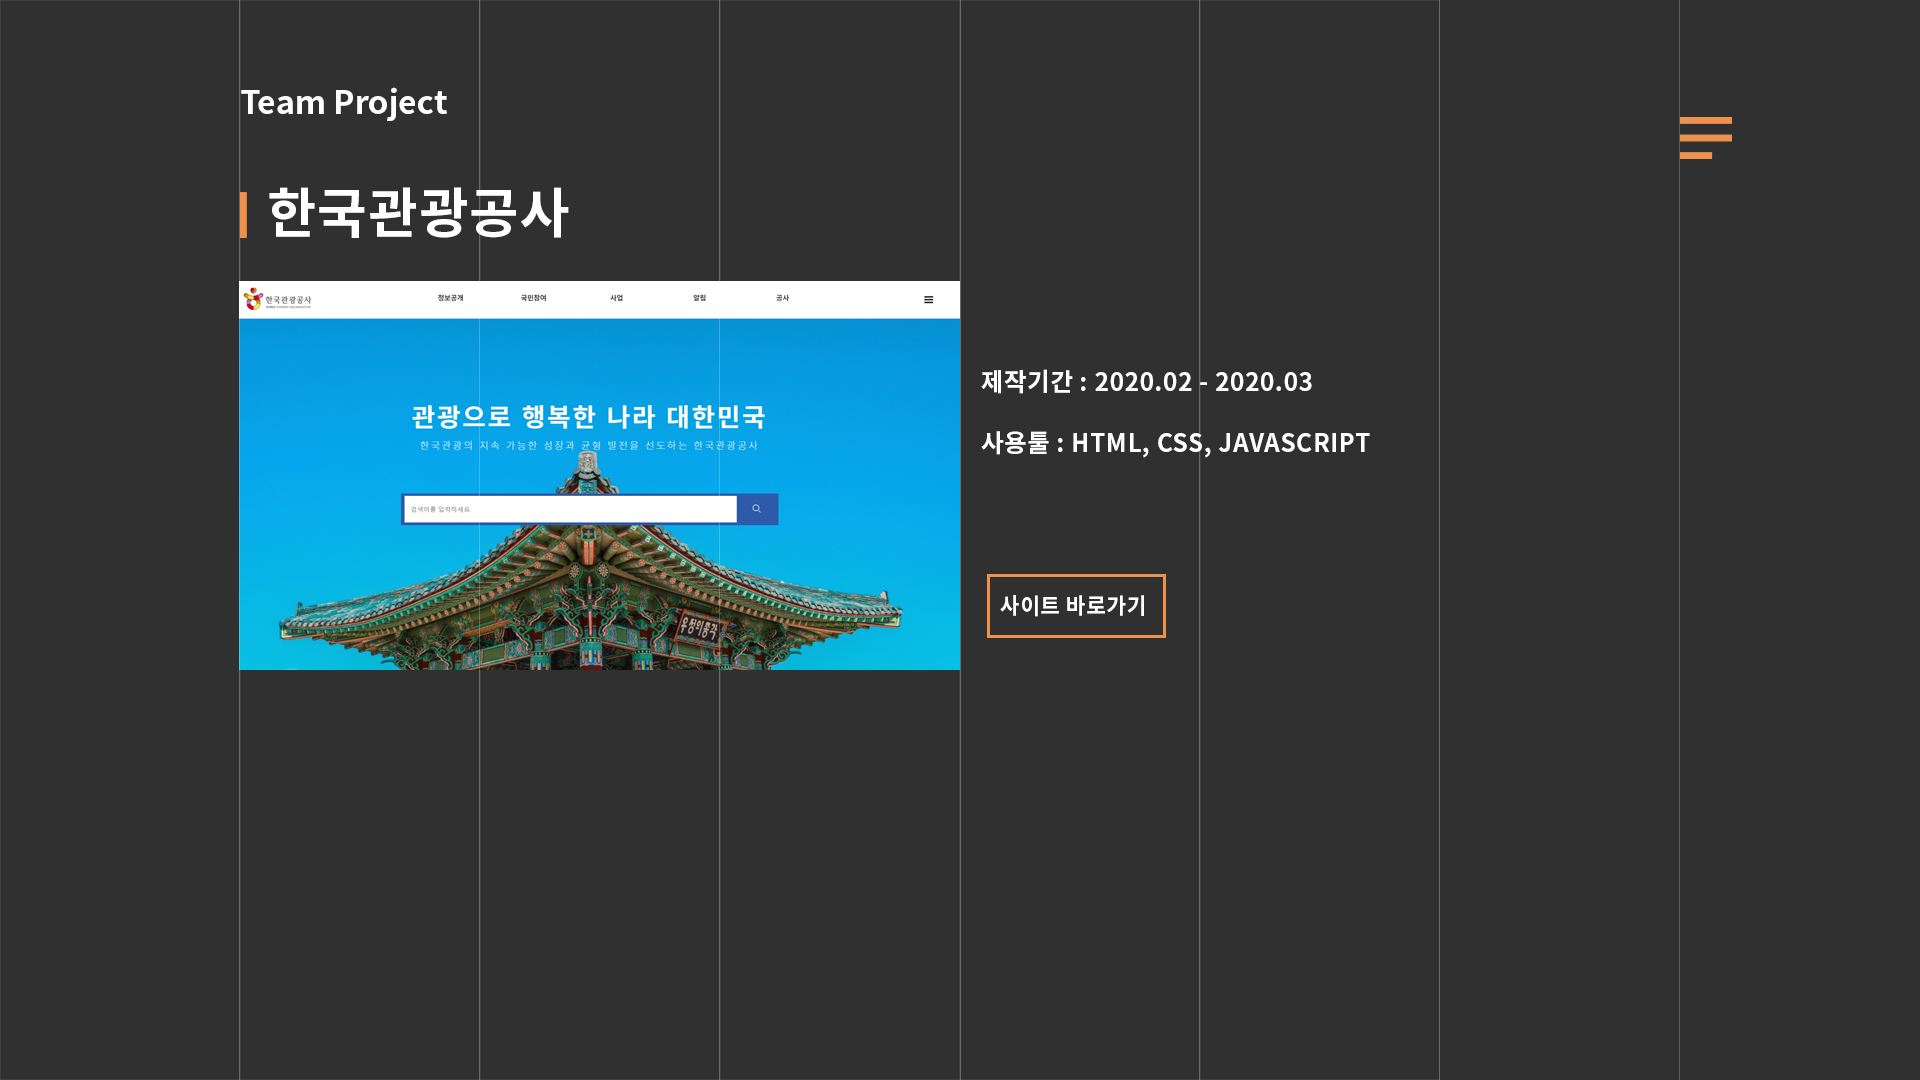 Team Project
한국관광공사
한국관광공사
정보공개 국민참여 사업 알림 공사
관광으로 행복한 나라 대한민국
한국관광의 지속 가능한 성장과 균형 발전을 선도하는 한국관광공사
검색어를 입력하세요.
우정의종각
제작기간 : 2020.02 - 2020.03
사용툴 : HTML, CSS, JAVASCRIPT
사이트 바로가기